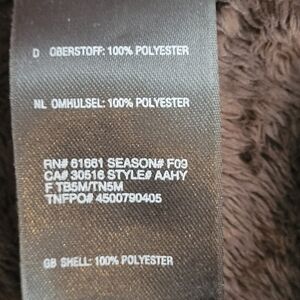 D OBERSTOFF: 100% POLYESTER
NL OMHULSEL: 100% POLYESTER
RN# 61661 SEASON# F09
CA# 30516 STYLE# AAHY
F TB5M/TN5M
TNFPO# 4500790405
GB SHELL: 100% POLYESTER